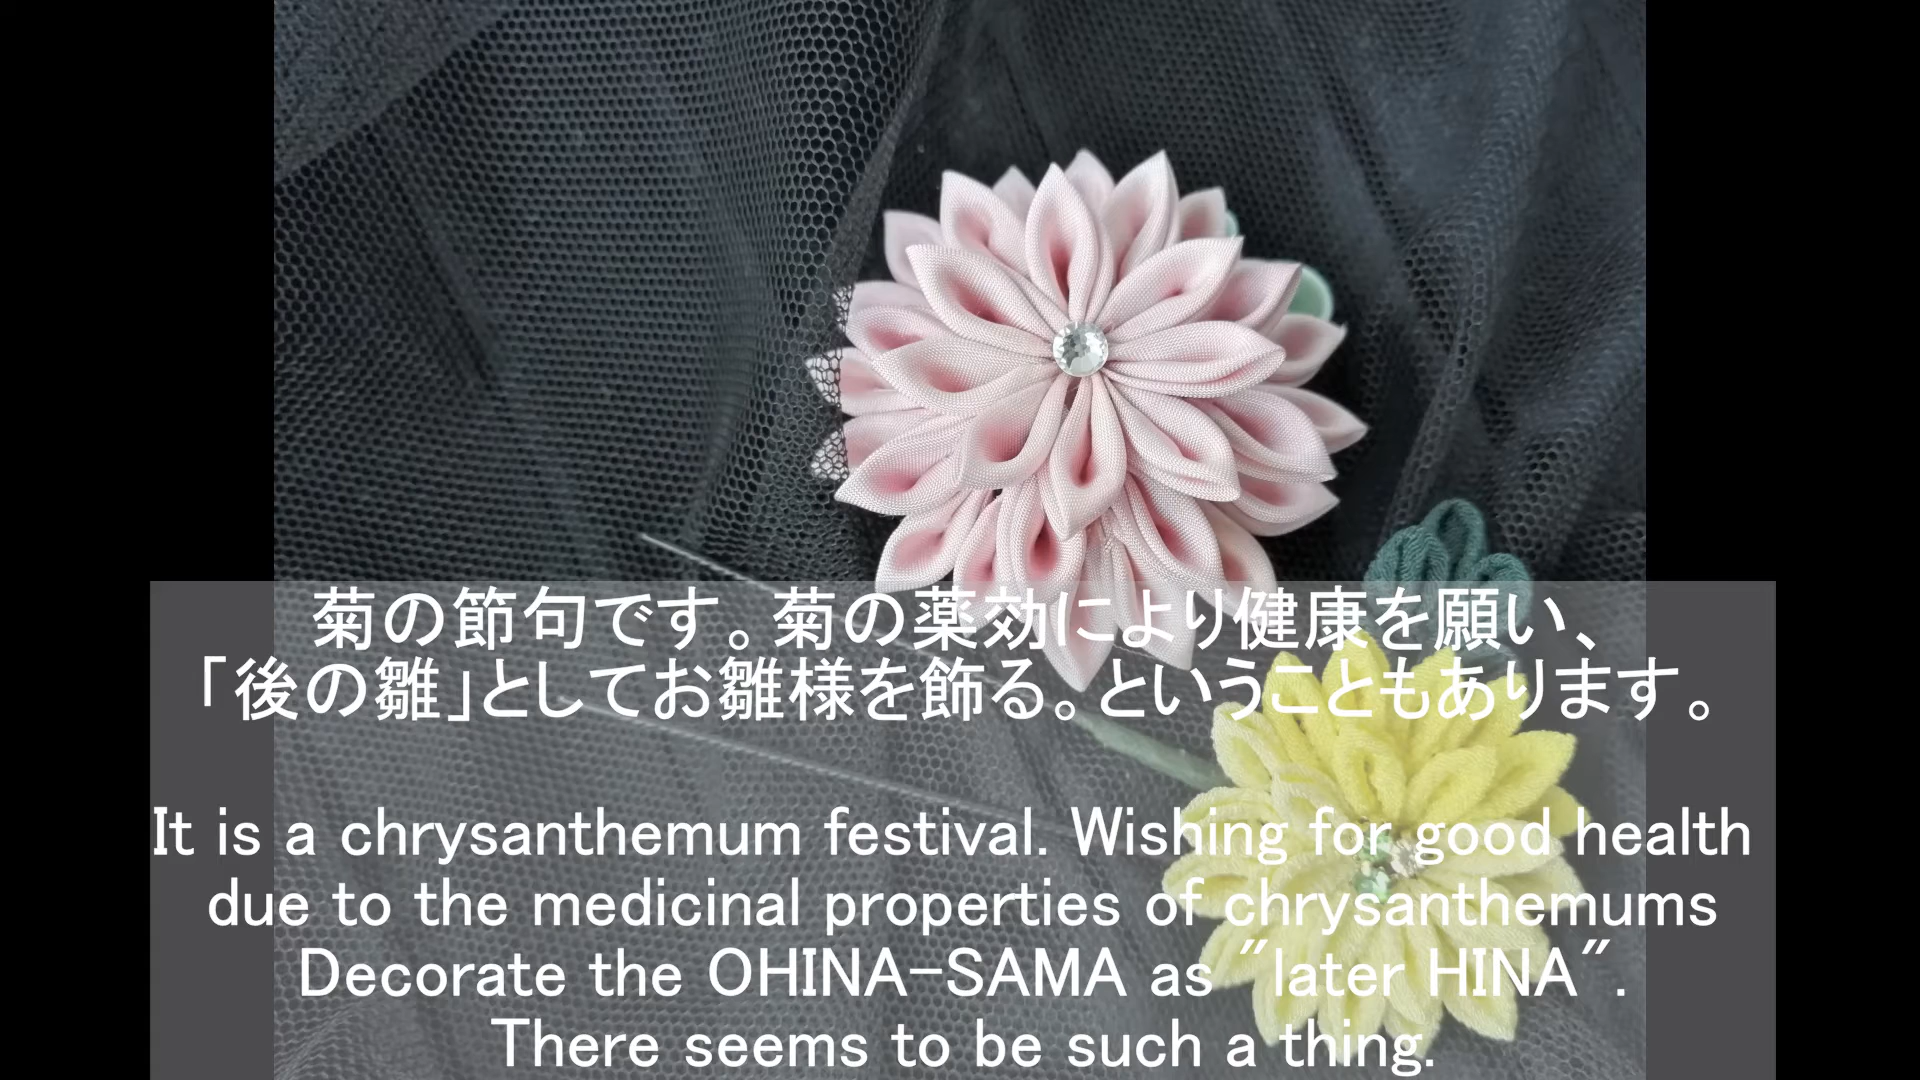 菊の節句です。菊の薬効により健康を願い、
「後の雛」としてお雛様を飾る。ということもあります。
It is a chrysanthemum festival. Wishing for good health
due to the medicinal properties of chrysanthemums
Decorate the OHINA-SAMA as "later HINA".
There seems to be such a thing.